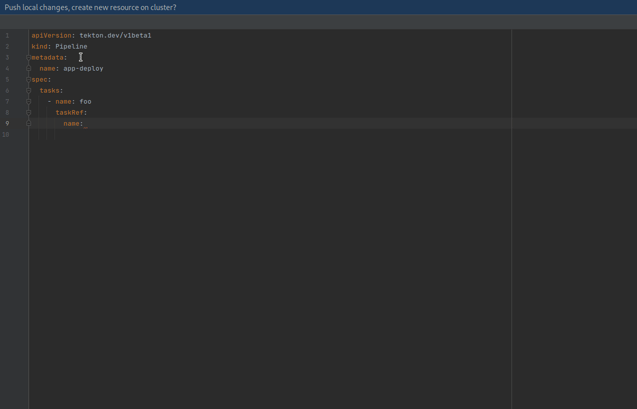 Push local changes, create new resource on cluster?
1 apiVersion: tekton.dev/v1beta1
2 kind: Pipeline
3 metadata:
4   name: app-deploy
5 spec:
6   tasks:
7     - name: foo
8       taskRef:
9         name:
10